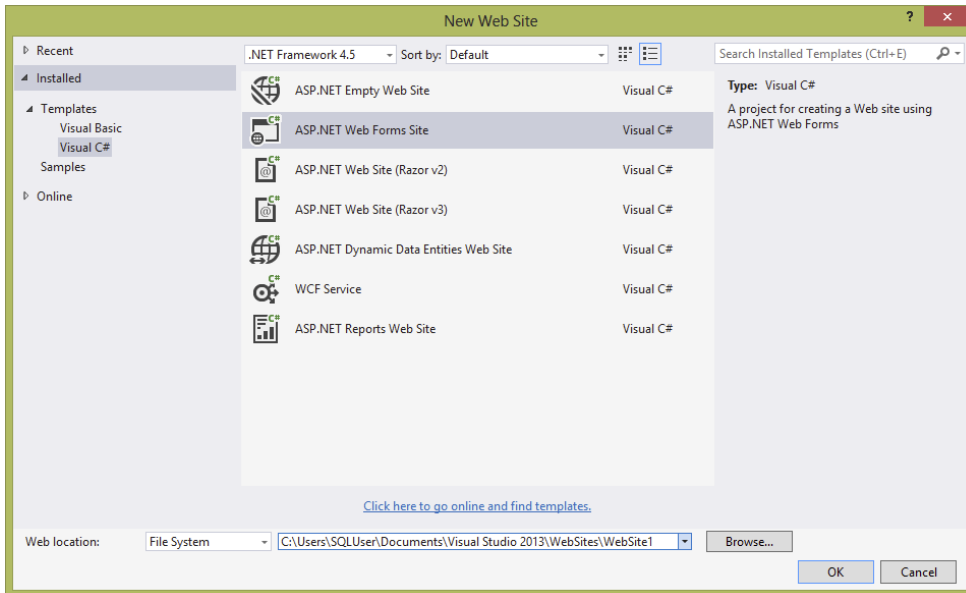 New Web Site
?
Recent
Installed
Templates
Visual Basic
Visual C#
Samples
Online
.NET Framework 4.5
Sort by: Default
Search Installed Templates (Ctrl+E)
C# ASP.NET Empty Web Site Visual C#
C# ASP.NET Web Forms Site Visual C#
C# @ ASP.NET Web Site (Razor v2) Visual C#
C# @ ASP.NET Web Site (Razor v3) Visual C#
C# ASP.NET Dynamic Data Entities Web Site Visual C#
C# WCF Service Visual C#
C# ASP.NET Reports Web Site Visual C#
Type: Visual C#
A project for creating a Web site using
ASP.NET Web Forms
Click here to go online and find templates.
Web location: File System C:\Users\SQLUser\Documents\Visual Studio 2013\WebSites\WebSite1 Browse...
OK Cancel